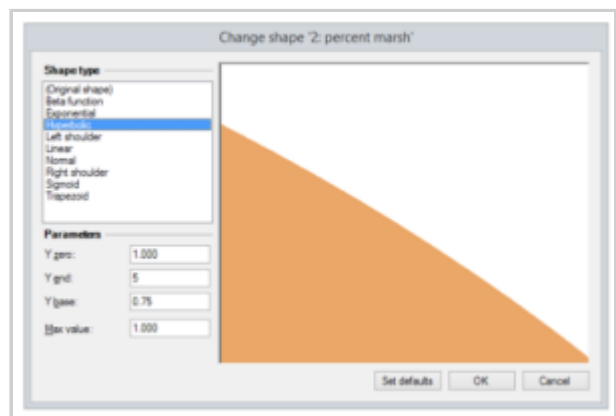 Change shape '2: percent marsh'
Shape type
(Original shape)
Beta function
Exponential
Hyperbolic
Left shoulder
Linear
Normal
Right shoulder
Sigmoid
Trapezoid
Parameters
Y zero: 1.000
Y end: 5
Y base: 0.75
Max value: 1.000
Set defaults OK Cancel